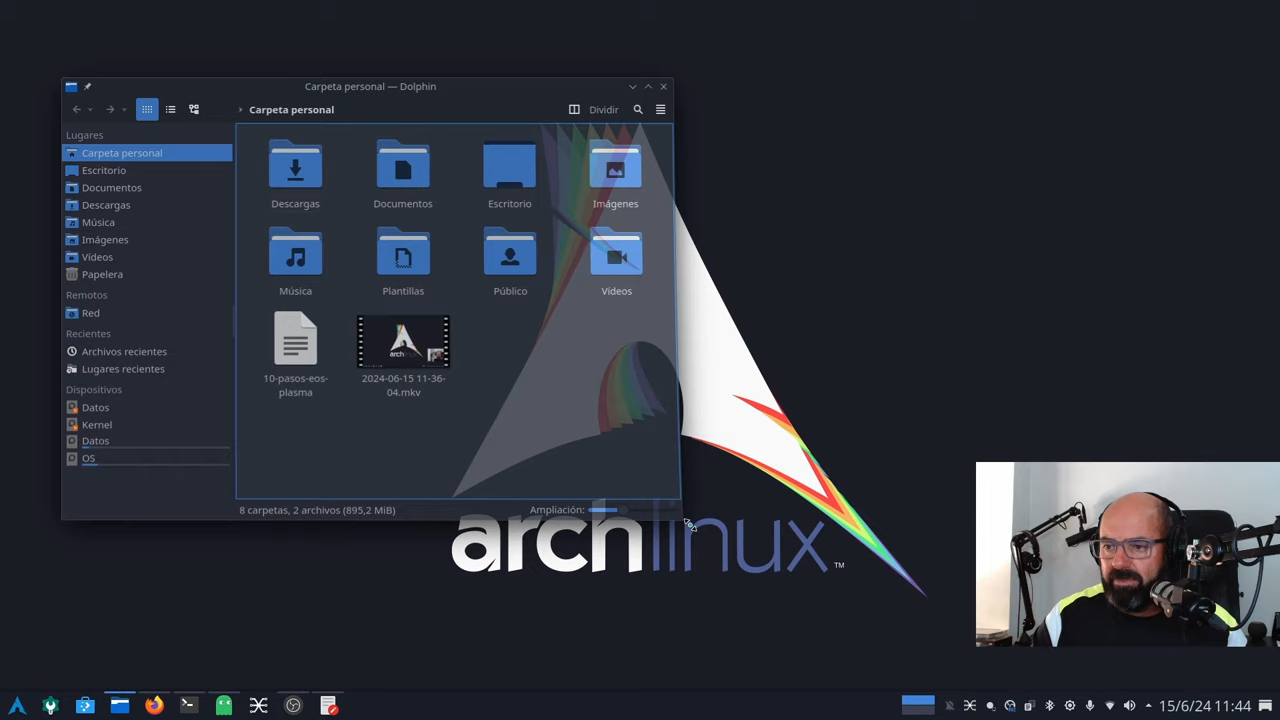 Carpeta personal — Dolphin
Carpeta personal
Dividir
Lugares
Carpeta personal
Escritorio
Documentos
Descargas
Música
Imágenes
Vídeos
Papelera
Remotos
Red
Recientes
Archivos recientes
Lugares recientes
Dispositivos
Datos
Kernel
Datos
OS
Descargas
Documentos
Escritorio
Imágenes
Música
Plantillas
Público
Vídeos
10-pasos-eos-
plasma
2024-06-15 11-36-
04.mkv
8 carpetas, 2 archivos (895,2 MiB)
Ampliación:
archlinux™
15/6/24 11:44